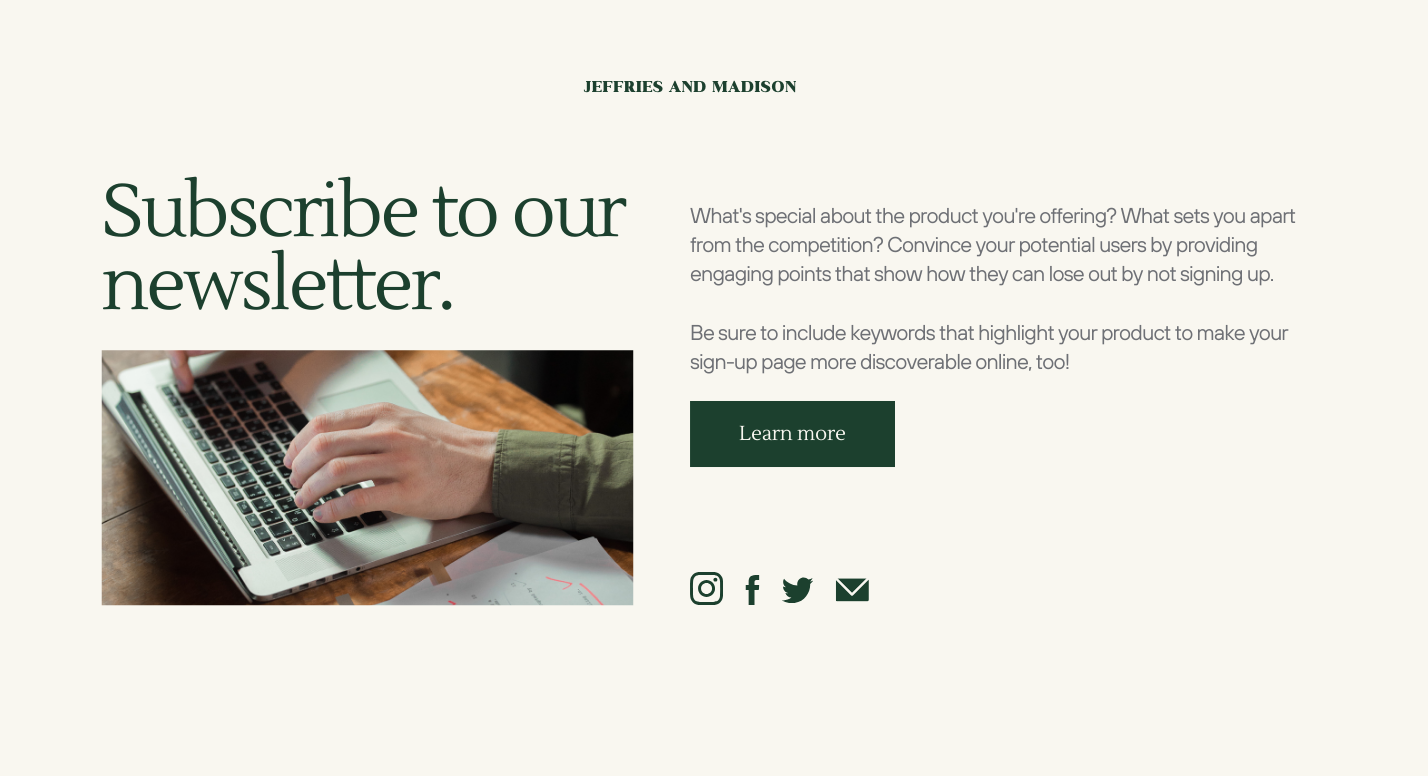 JEFFRIES AND MADISON
Subscribe to our
newsletter.
What's special about the product you're offering? What sets you apart
from the competition? Convince your potential users by providing
engaging points that show how they can lose out by not signing up.
Be sure to include keywords that highlight your product to make your
sign-up page more discoverable online, too!
Learn more